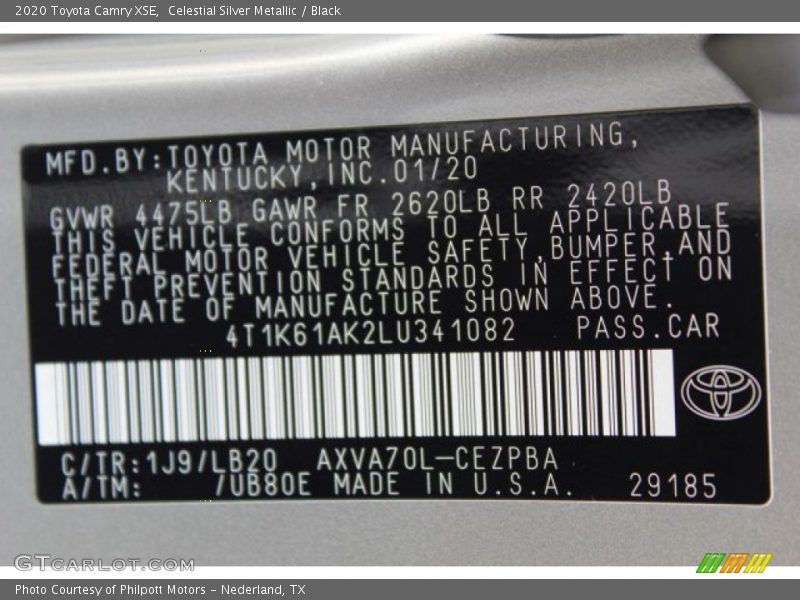 2020 Toyota Camry XSE,  Celestial Silver Metallic / Black
MFD.BY:TOYOTA MOTOR MANUFACTURING,
KENTUCKY,INC.01/20
GVWR 4475LB GAWR FR 2620LB RR 2420LB
THIS VEHICLE CONFORMS TO ALL APPLICABLE
FEDERAL MOTOR VEHICLE SAFETY,BUMPER,AND
THEFT PREVENTION STANDARDS IN EFFECT ON
THE DATE OF MANUFACTURE SHOWN ABOVE.
4T1K61AK2LU341082 PASS.CAR
C/TR:1J9/LB20 AXVA70L-CEZPBA
A/TM: /UB80E MADE IN U.S.A. 29185
GTCARLOT.COM
Photo Courtesy of Philpott Motors - Nederland, TX